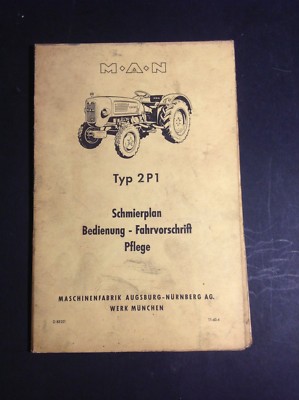 M·A·N
Typ 2P1
Schmierplan
Bedienung - Fahrvorschrift
Pflege
MASCHINENFABRIK AUGSBURG-NÜRNBERG AG.
WERK MÜNCHEN